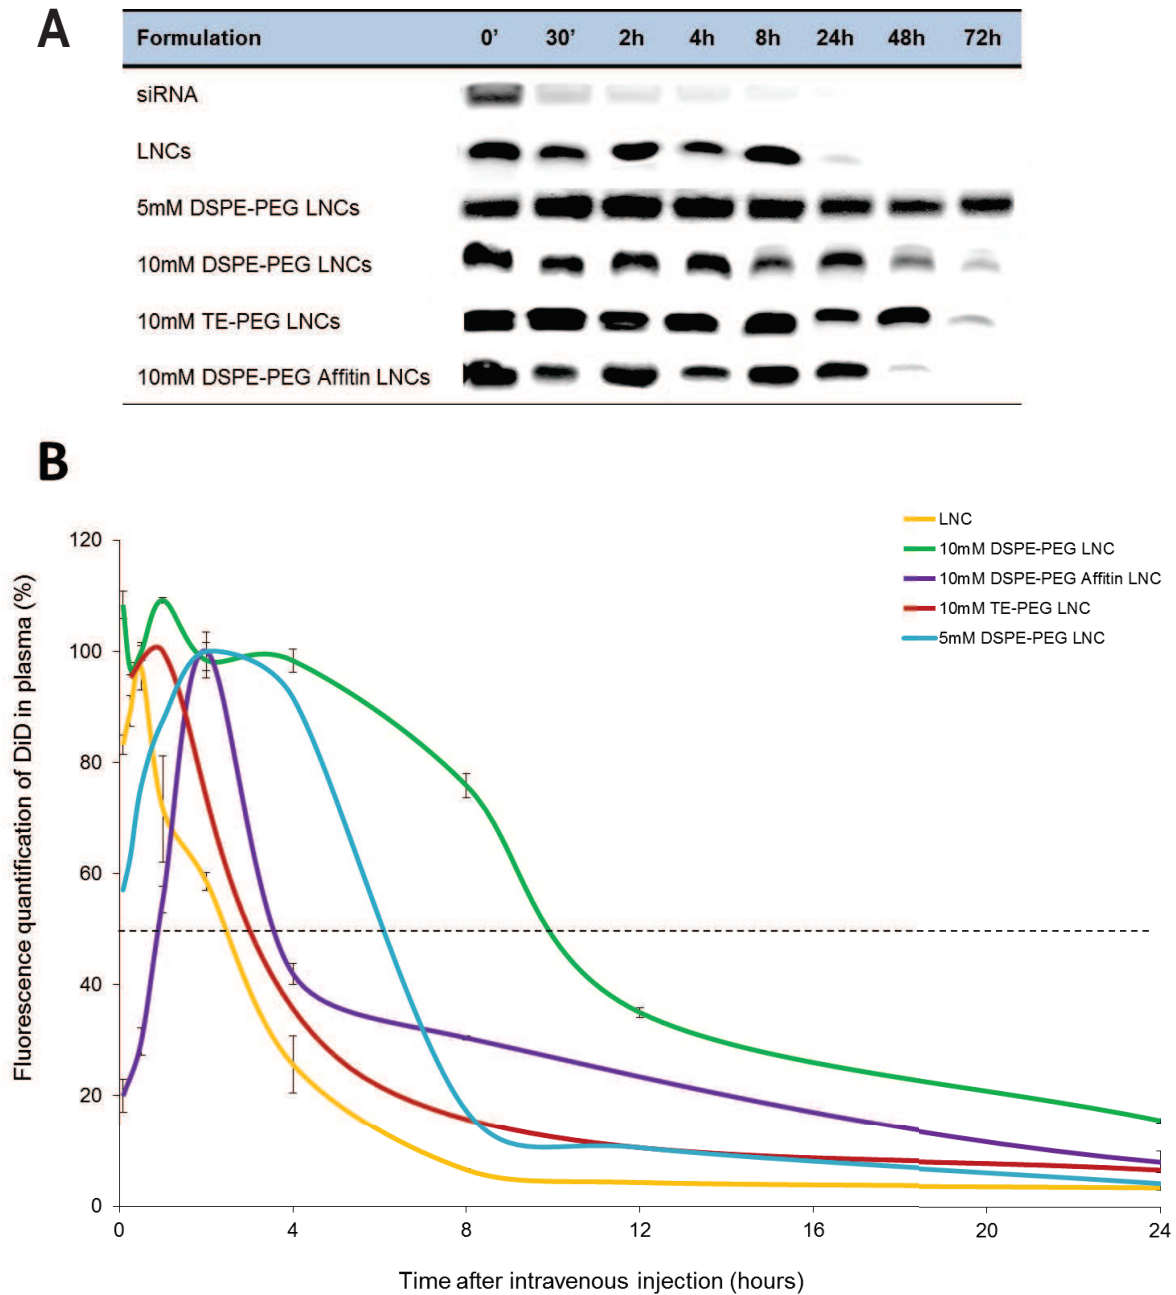 A
Formulation 0’ 30’ 2h 4h 8h 24h 48h 72h
siRNA
LNCs
5mM DSPE-PEG LNCs
10mM DSPE-PEG LNCs
10mM TE-PEG LNCs
10mM DSPE-PEG Affitin LNCs
B
LNC
10mM DSPE-PEG LNC
10mM DSPE-PEG Affitin LNC
10mM TE-PEG LNC
5mM DSPE-PEG LNC
Fluorescence quantification of DiD in plasma (%)
120
100
80
60
40
20
0
0 4 8 12 16 20 24
Time after intravenous injection (hours)